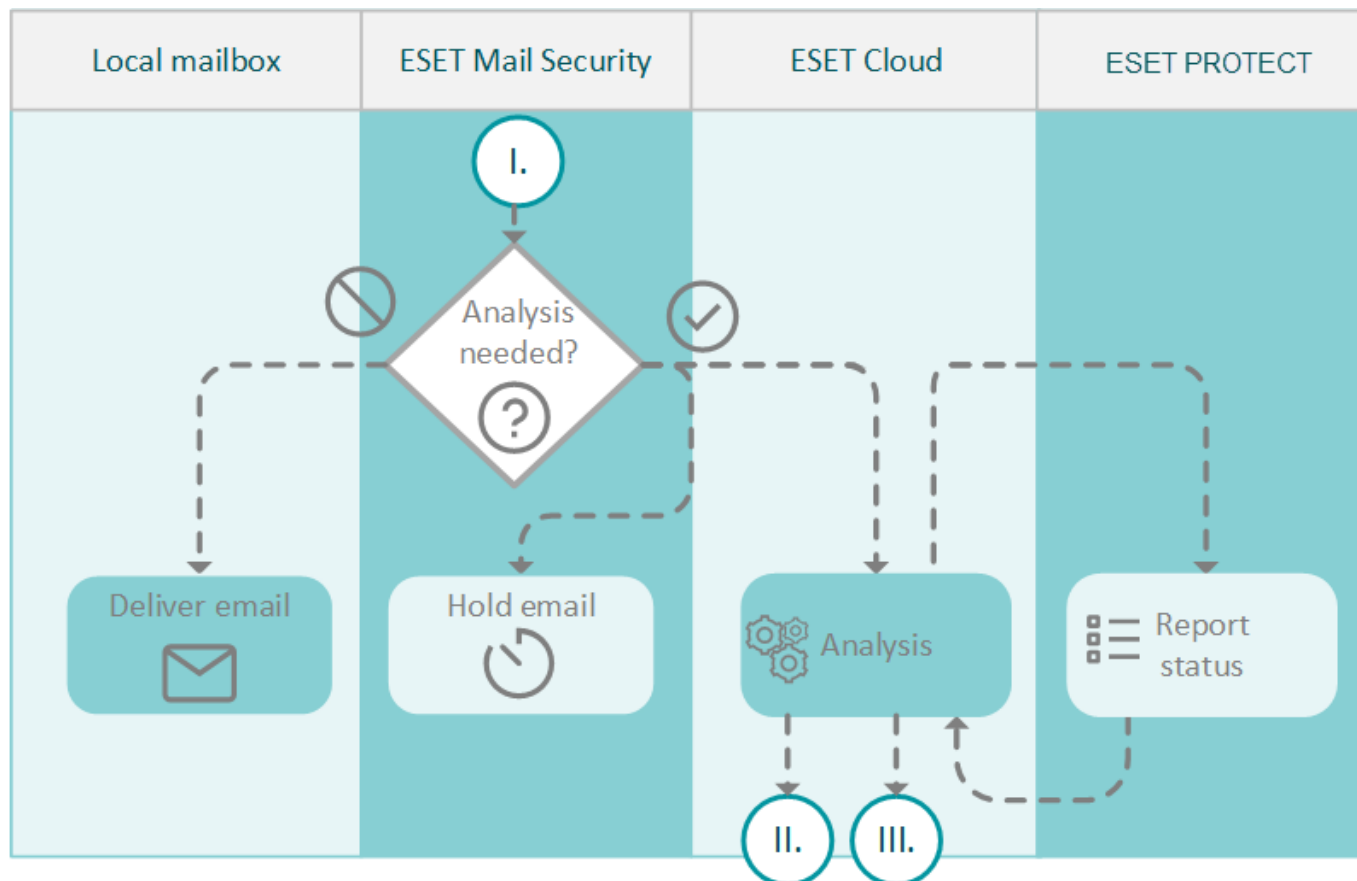 Local mailbox
ESET Mail Security
ESET Cloud
ESET PROTECT
I.
Analysis
needed?
?
Deliver email
Hold email
Analysis
Report
status
II.
III.